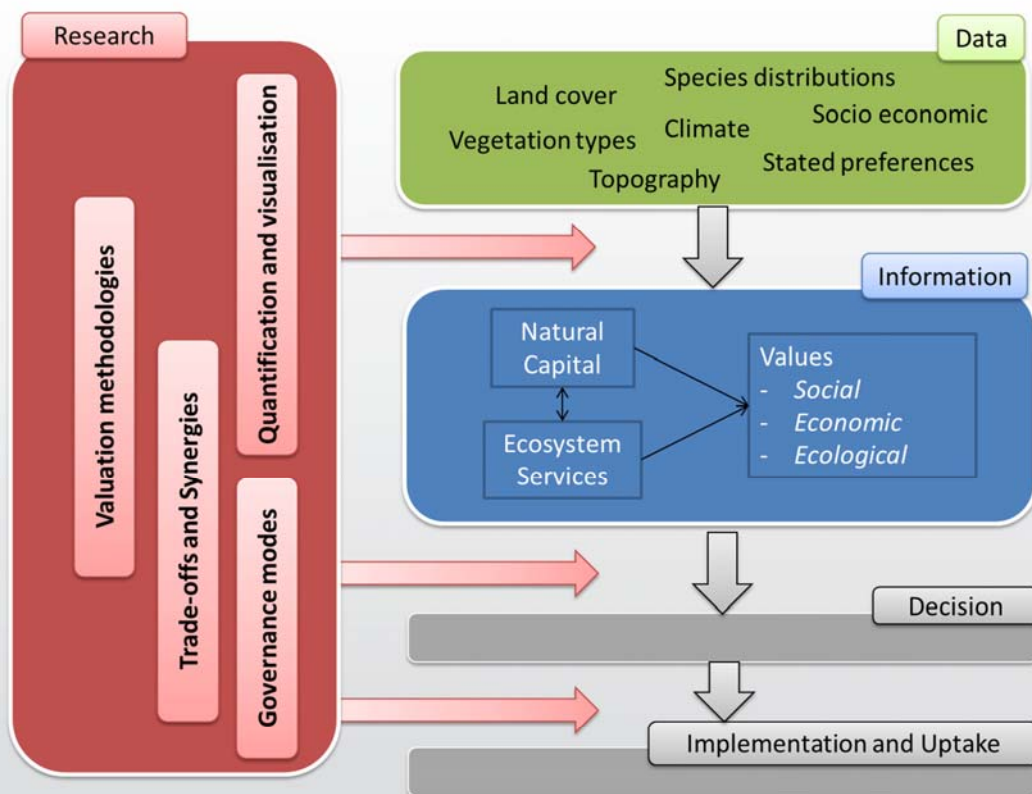 Research
Valuation methodologies
Trade-offs and Synergies
Quantification and visualisation
Governance modes
Data
Land cover
Species distributions
Socio economic
Vegetation types
Climate
Stated preferences
Topography
Information
Natural
Capital
Ecosystem
Services
Values
- Social
- Economic
- Ecological
Decision
Implementation and Uptake